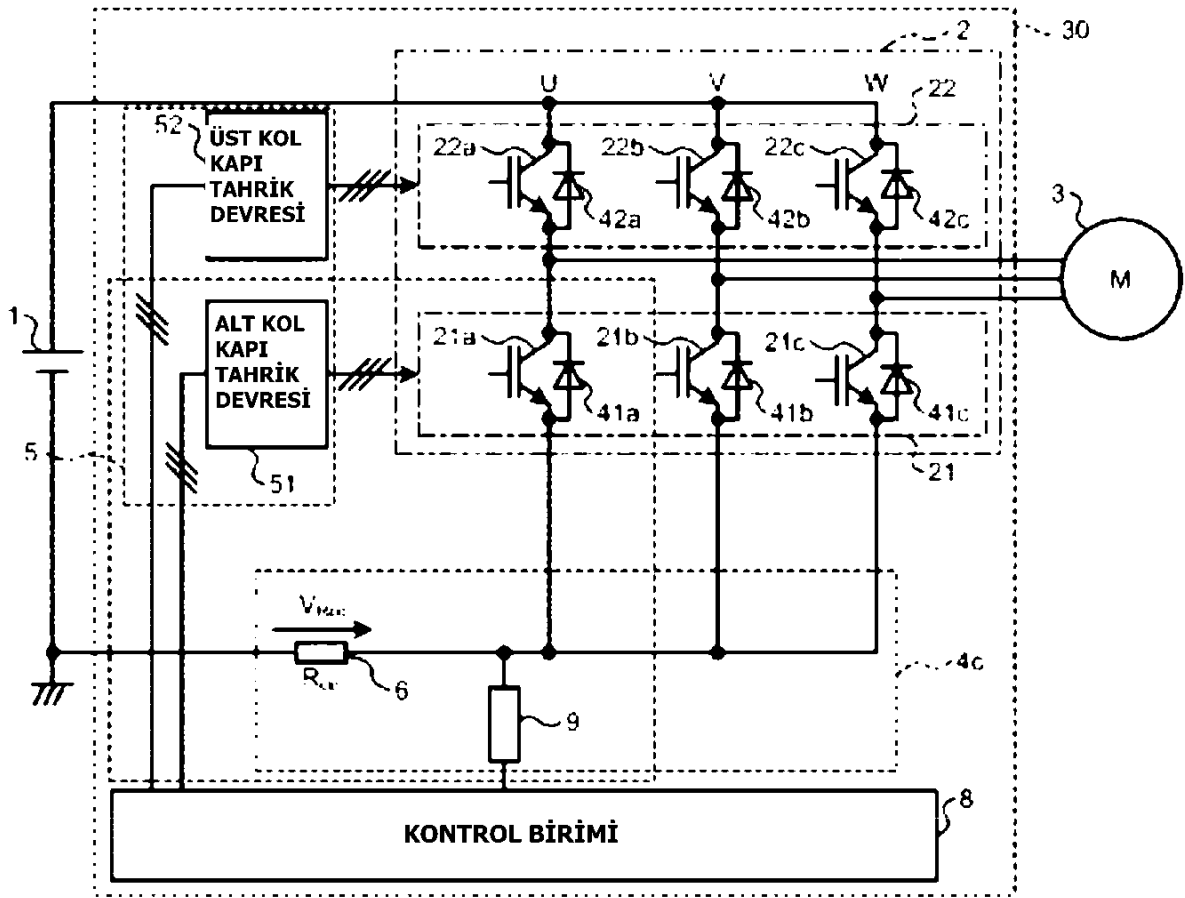 30
2
U V W
22
52
ÜST KOL
KAPI
TAHRİK
DEVRESİ
22a 22b 22c
42a 42b 42c
3
M
1
ALT KOL
KAPI
TAHRİK
DEVRESİ
21a 21b 21c
41a 41b 41c
5
51
21
4c
6
9
8
KONTROL BİRİMİ